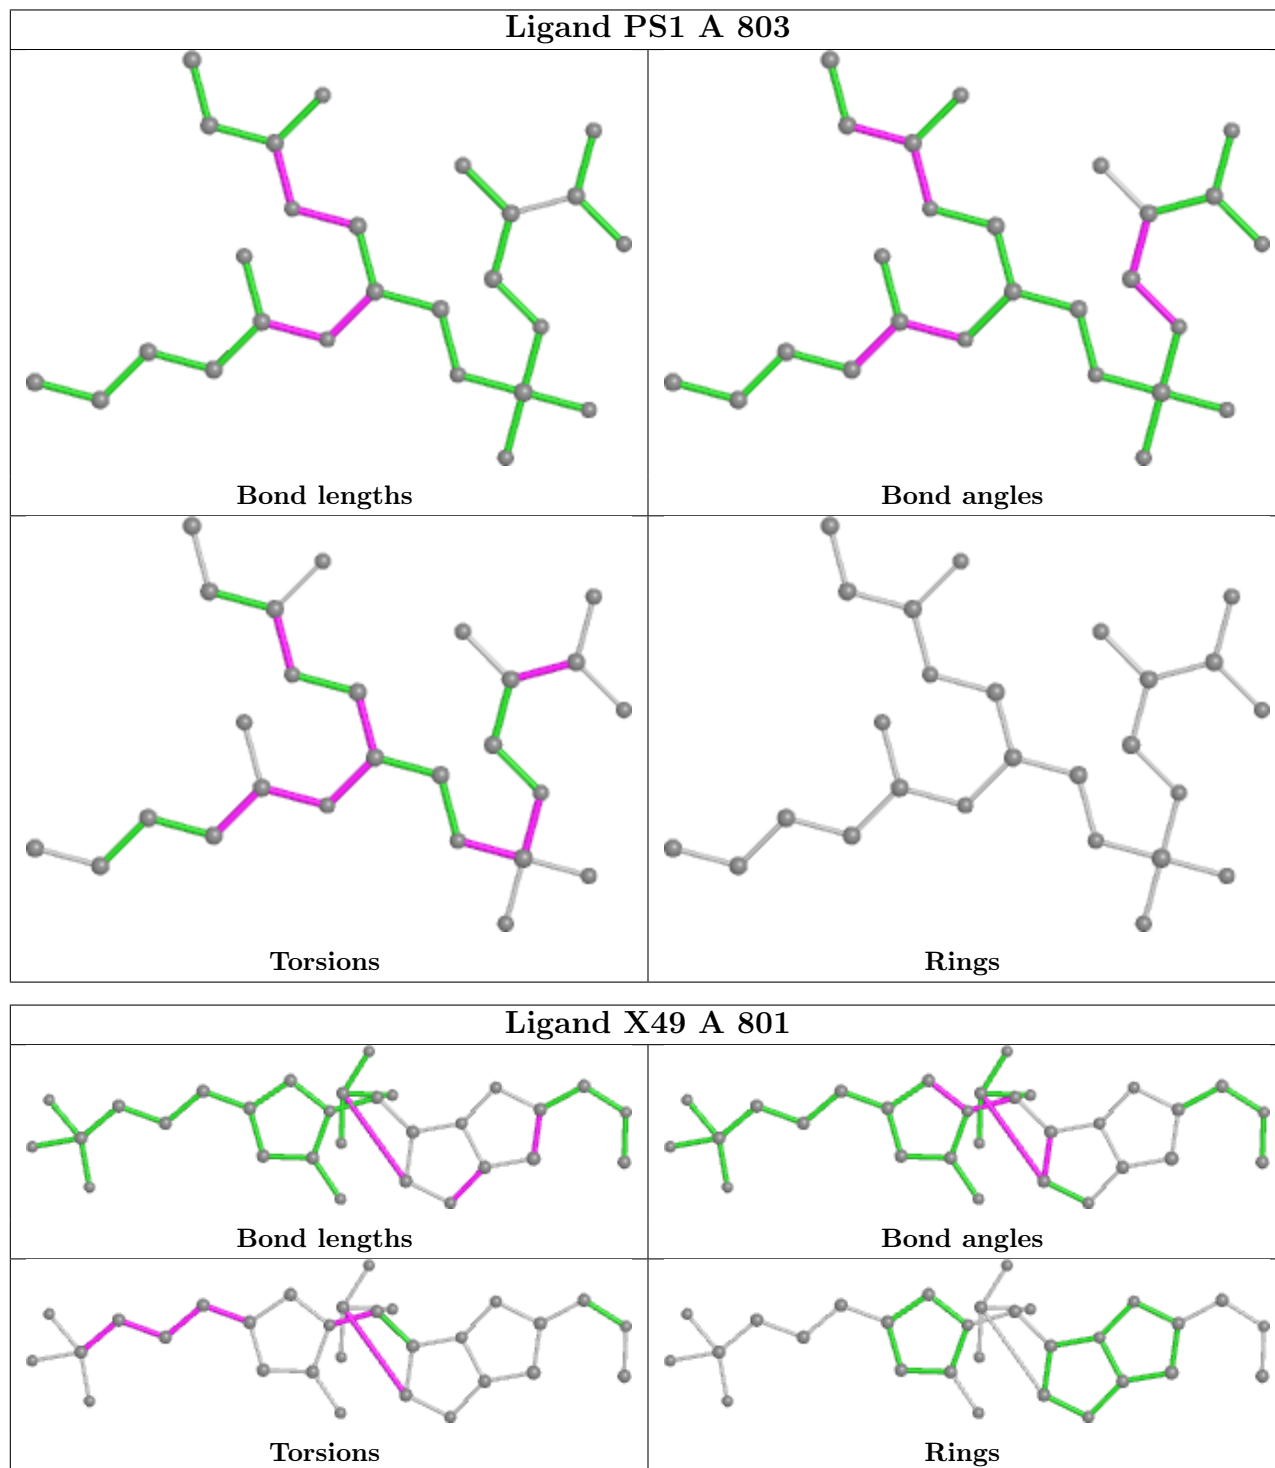 Ligand PS1 A 803
Bond lengths
Bond angles
Torsions
Rings
Ligand X49 A 801
Bond lengths
Bond angles
Torsions
Rings